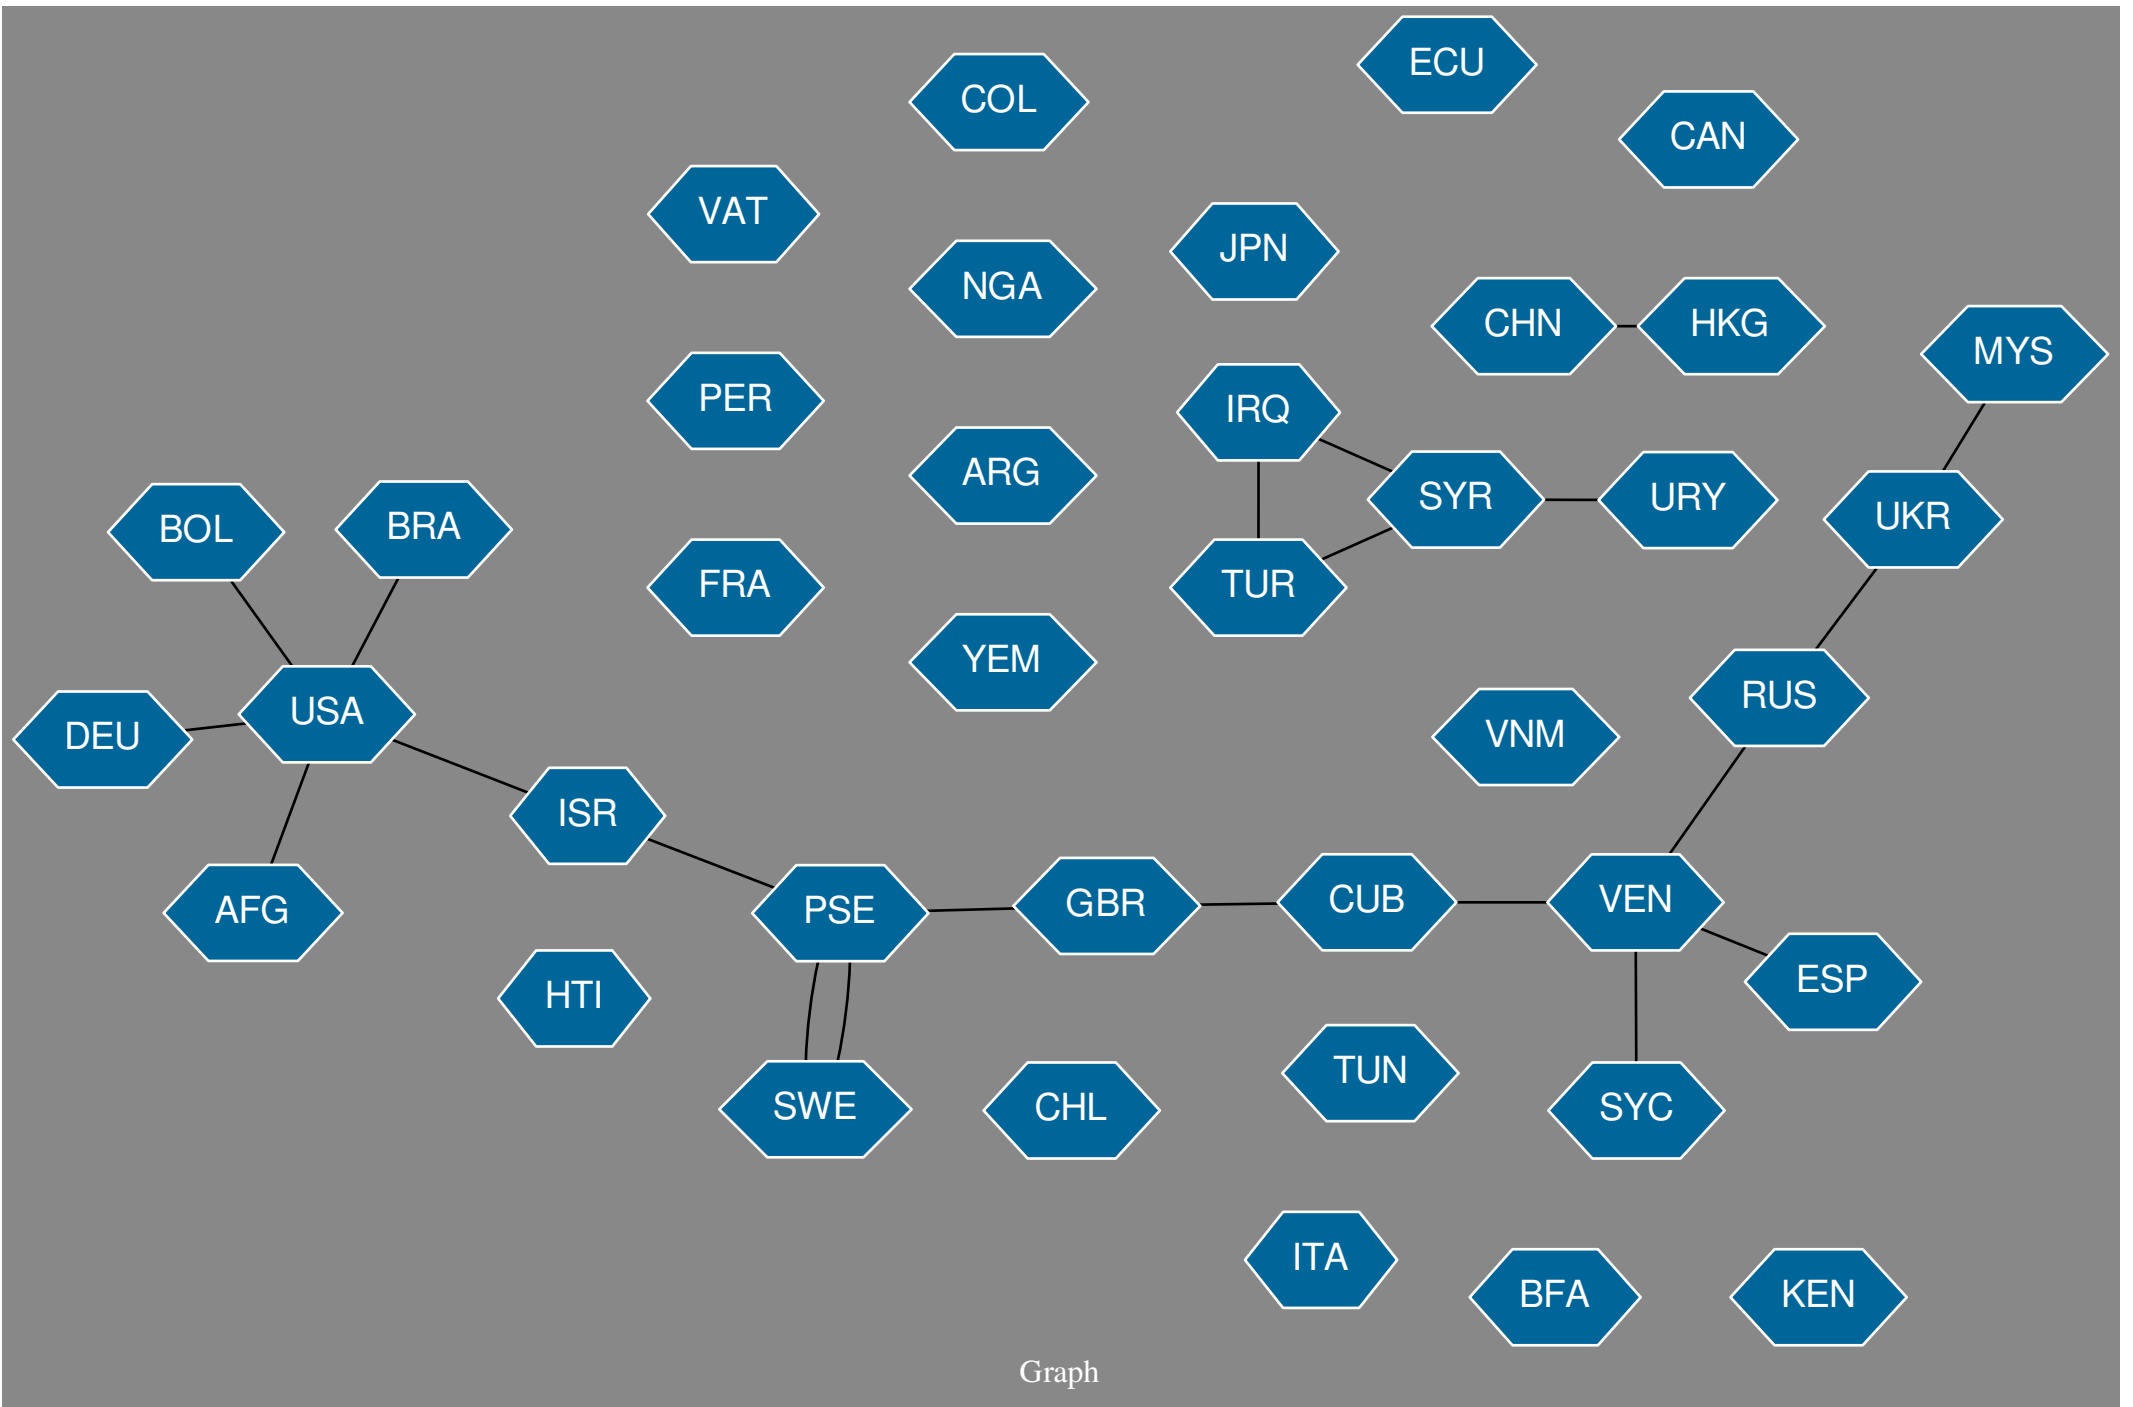 ECU
COL
CAN
VAT
JPN
NGA
CHN
HKG
MYS
PER
IRQ
ARG
SYR
URY
UKR
BOL
BRA
FRA
TUR
YEM
RUS
USA
DEU
VNM
ISR
AFG
PSE
GBR
CUB
VEN
ESP
HTI
TUN
SWE
CHL
SYC
ITA
BFA
KEN
Graph